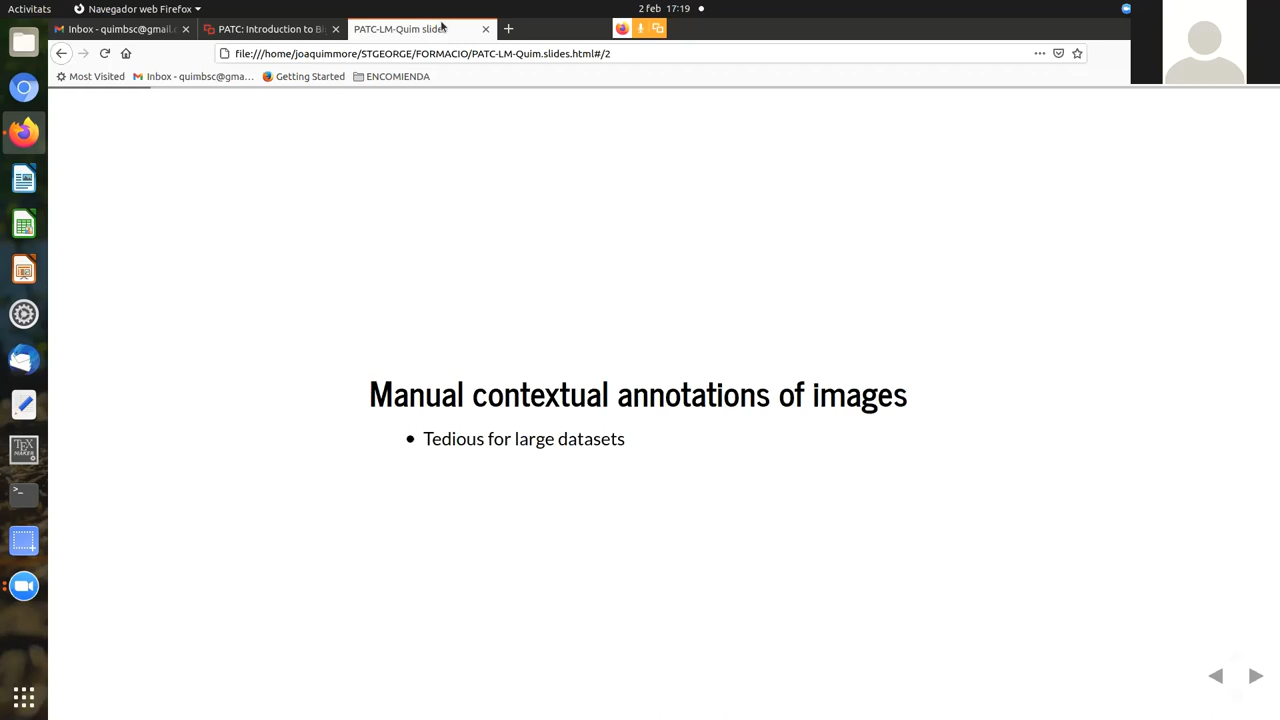 Activitats
Navegador web Firefox
2 feb 17:19
Inbox - quimbsc@gmail.c
PATC: Introduction to Bi
PATC-LM-Quim slides
file:///home/joaquimmore/STGEORGE/FORMACIO/PATC-LM-Quim.slides.html#/2
Most Visited
Inbox - quimbsc@gma...
Getting Started
ENCOMIENDA
TEX
MAKER
Manual contextual annotations of images
• Tedious for large datasets